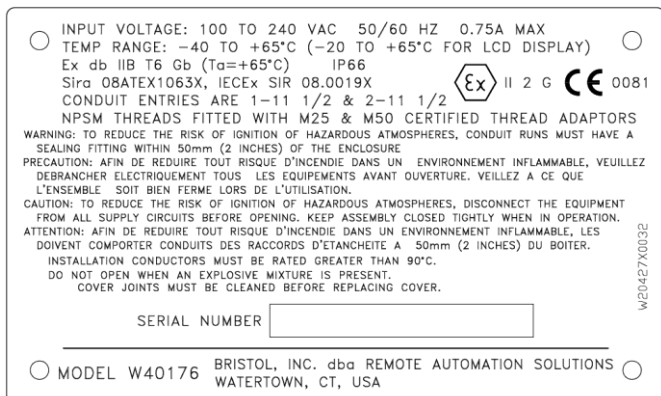 INPUT VOLTAGE: 100 TO 240 VAC 50/60 HZ 0.75A MAX
TEMP RANGE: -40 TO +65°C (-20 TO +65°C FOR LCD DISPLAY)
Ex db IIB T6 Gb (Ta=+65°C) IP66
Sira 08ATEX1063X, IECEx SIR 08.0019X
Ex II 2 G CE 0081
CONDUIT ENTRIES ARE 1-11 1/2 & 2-11 1/2
NPSM THREADS FITTED WITH M25 & M50 CERTIFIED THREAD ADAPTORS
WARNING: TO REDUCE THE RISK OF IGNITION OF HAZARDOUS ATMOSPHERES, CONDUIT RUNS MUST HAVE A
SEALING FITTING WITHIN 50mm (2 INCHES) OF THE ENCLOSURE
PRECAUTION: AFIN DE REDUIRE TOUT RISQUE D'INCENDIE DANS UN ENVIRONNEMENT INFLAMMABLE, VEUILLEZ
DEBRANCHER ELECTRIQUEMENT TOUS LES EQUIPEMENTS AVANT OUVERTURE. VEILLEZ A CE QUE
L'ENSEMBLE SOIT BIEN FERME LORS DE L'UTILISATION.
CAUTION: TO REDUCE THE RISK OF IGNITION OF HAZARDOUS ATMOSPHERES, DISCONNECT THE EQUIPMENT
FROM ALL SUPPLY CIRCUITS BEFORE OPENING. KEEP ASSEMBLY CLOSED TIGHTLY WHEN IN OPERATION.
ATTENTION: AFIN DE REDUIRE TOUT RISQUE D'INCENDIE DANS UN ENVIRONNEMENT INFLAMMABLE, LES
DOIVENT COMPORTER CONDUITS DES RACCORDS D'ETANCHEITE A 50mm (2 INCHES) DU BOITER.
INSTALLATION CONDUCTORS MUST BE RATED GREATER THAN 90°C.
DO NOT OPEN WHEN AN EXPLOSIVE MIXTURE IS PRESENT.
COVER JOINTS MUST BE CLEANED BEFORE REPLACING COVER.
W20427X0032
SERIAL NUMBER
MODEL W40176
BRISTOL, INC. dba REMOTE AUTOMATION SOLUTIONS
WATERTOWN, CT, USA